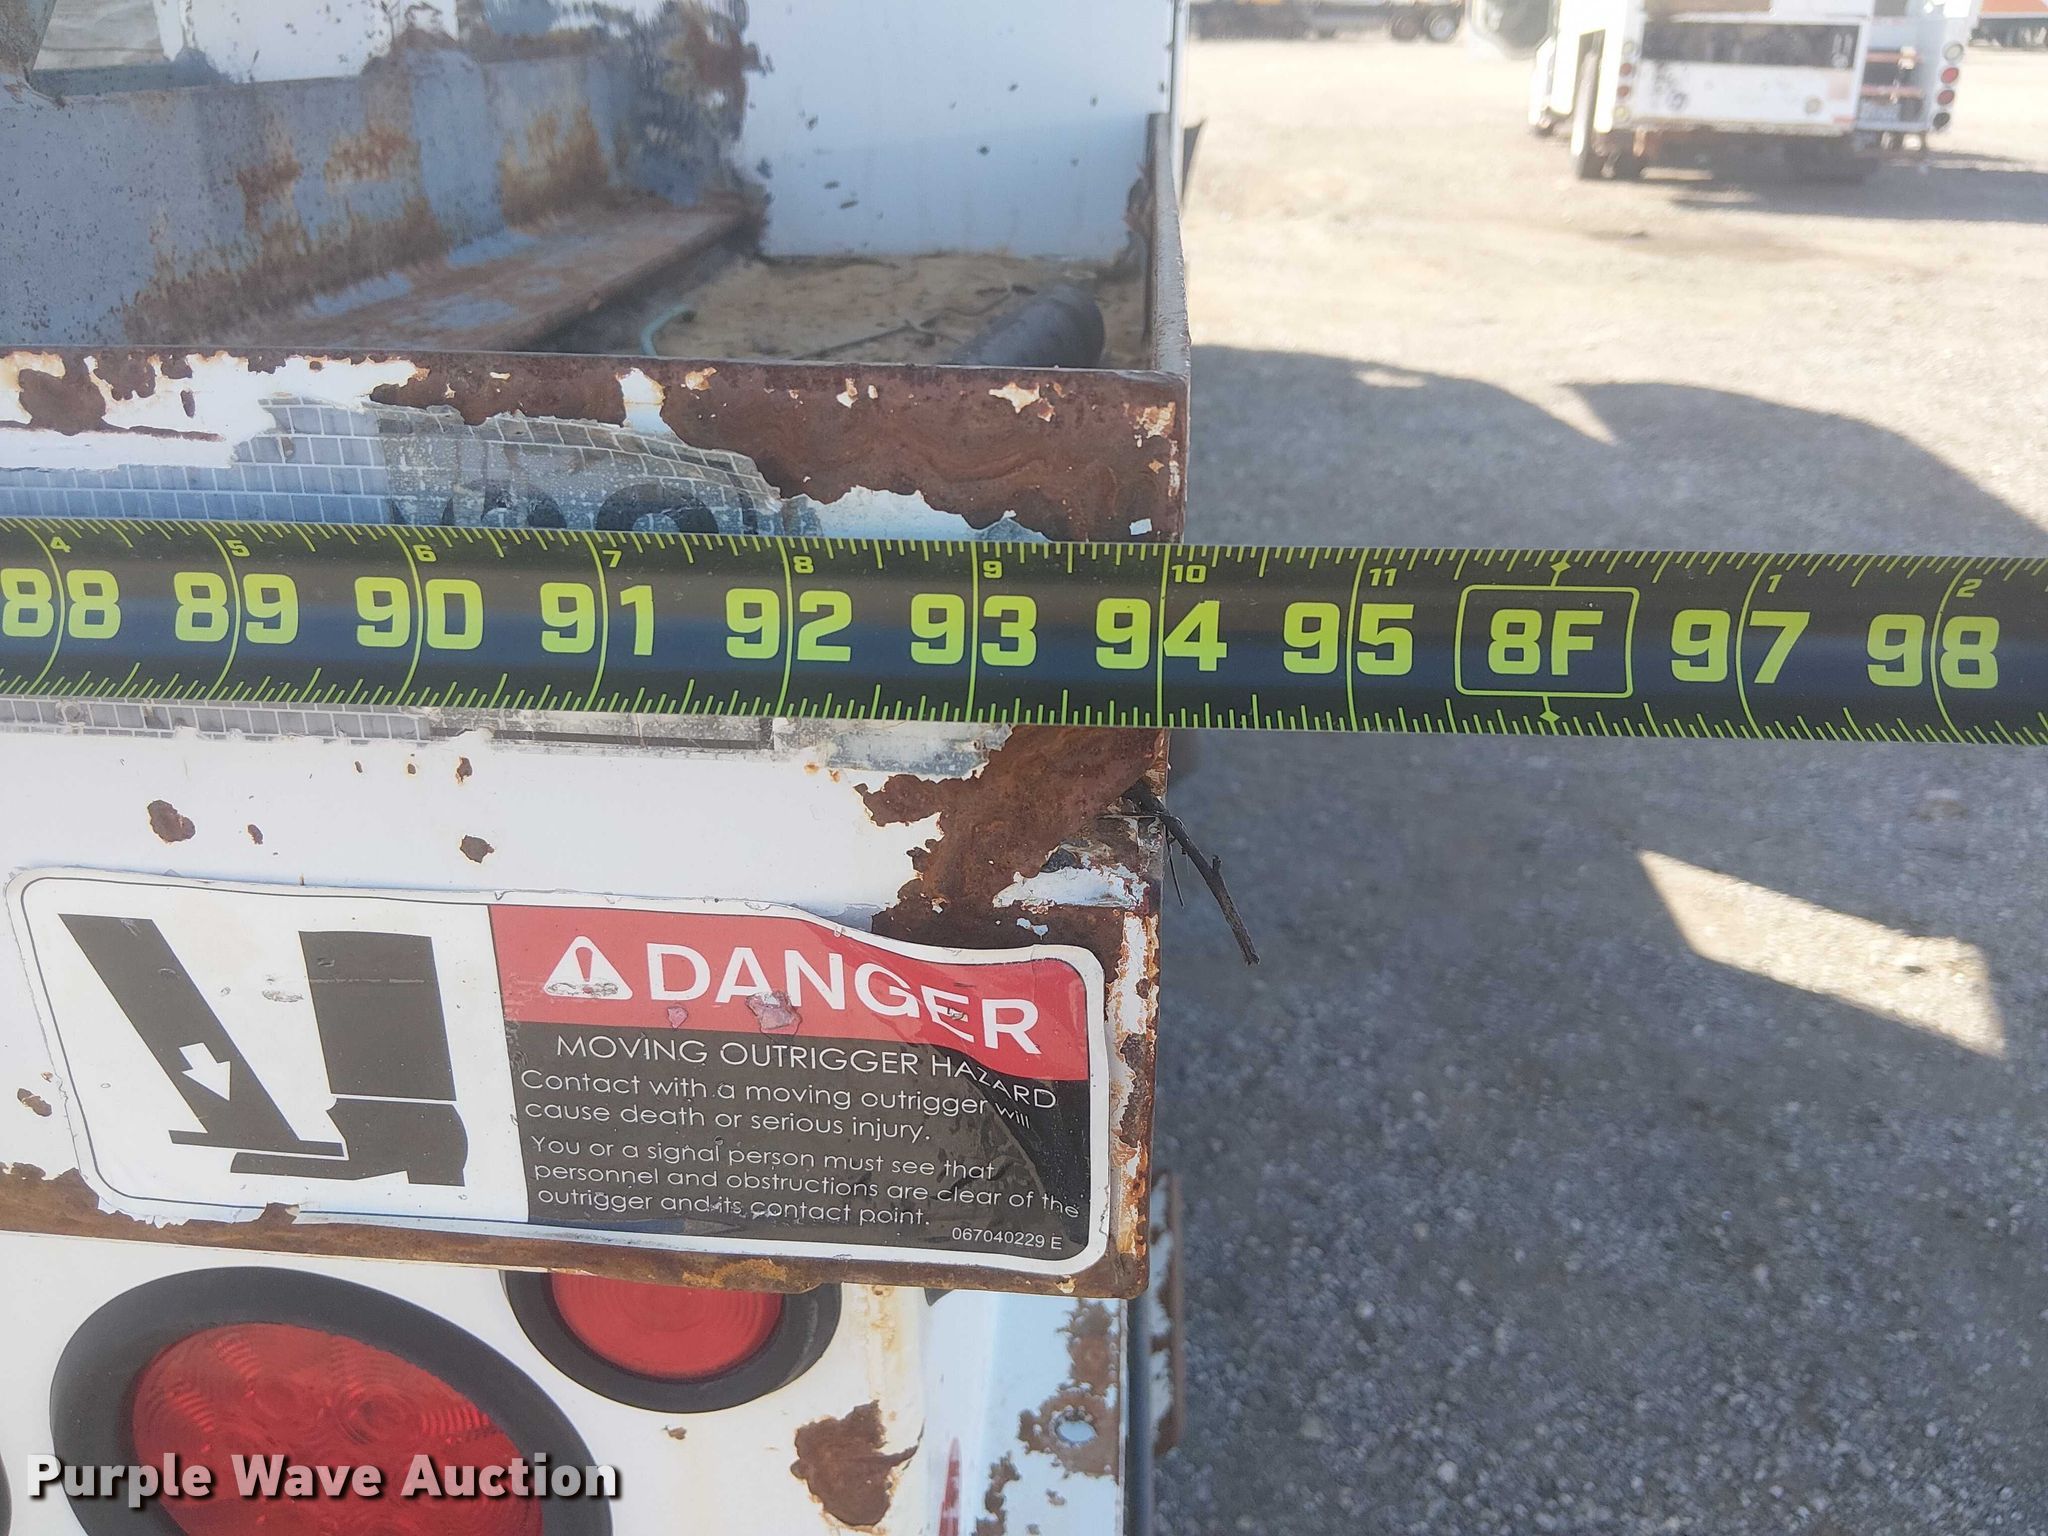 4 5 6 7 8 9 10 11 1 2
88 89 90 91 92 93 94 95 8F 97 98
DANGER
MOVING OUTRIGGER HAZARD
Contact with a moving outrigger will
cause death or serious injury.
You or a signal person must see that
personnel and obstructions are clear of the
outrigger and its contact point.
067040229 E
Purple Wave Auction